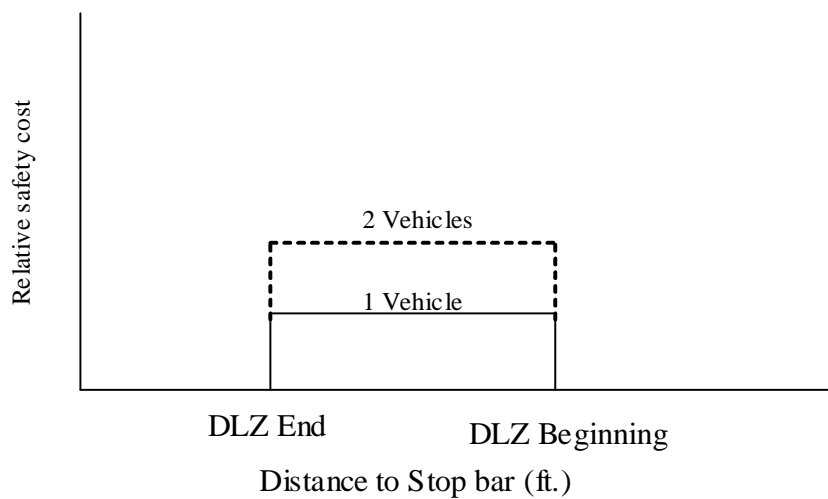 Relative safety cost
2 Vehicles
1 Vehicle
DLZ End
DLZ Beginning
Distance to Stop bar (ft.)